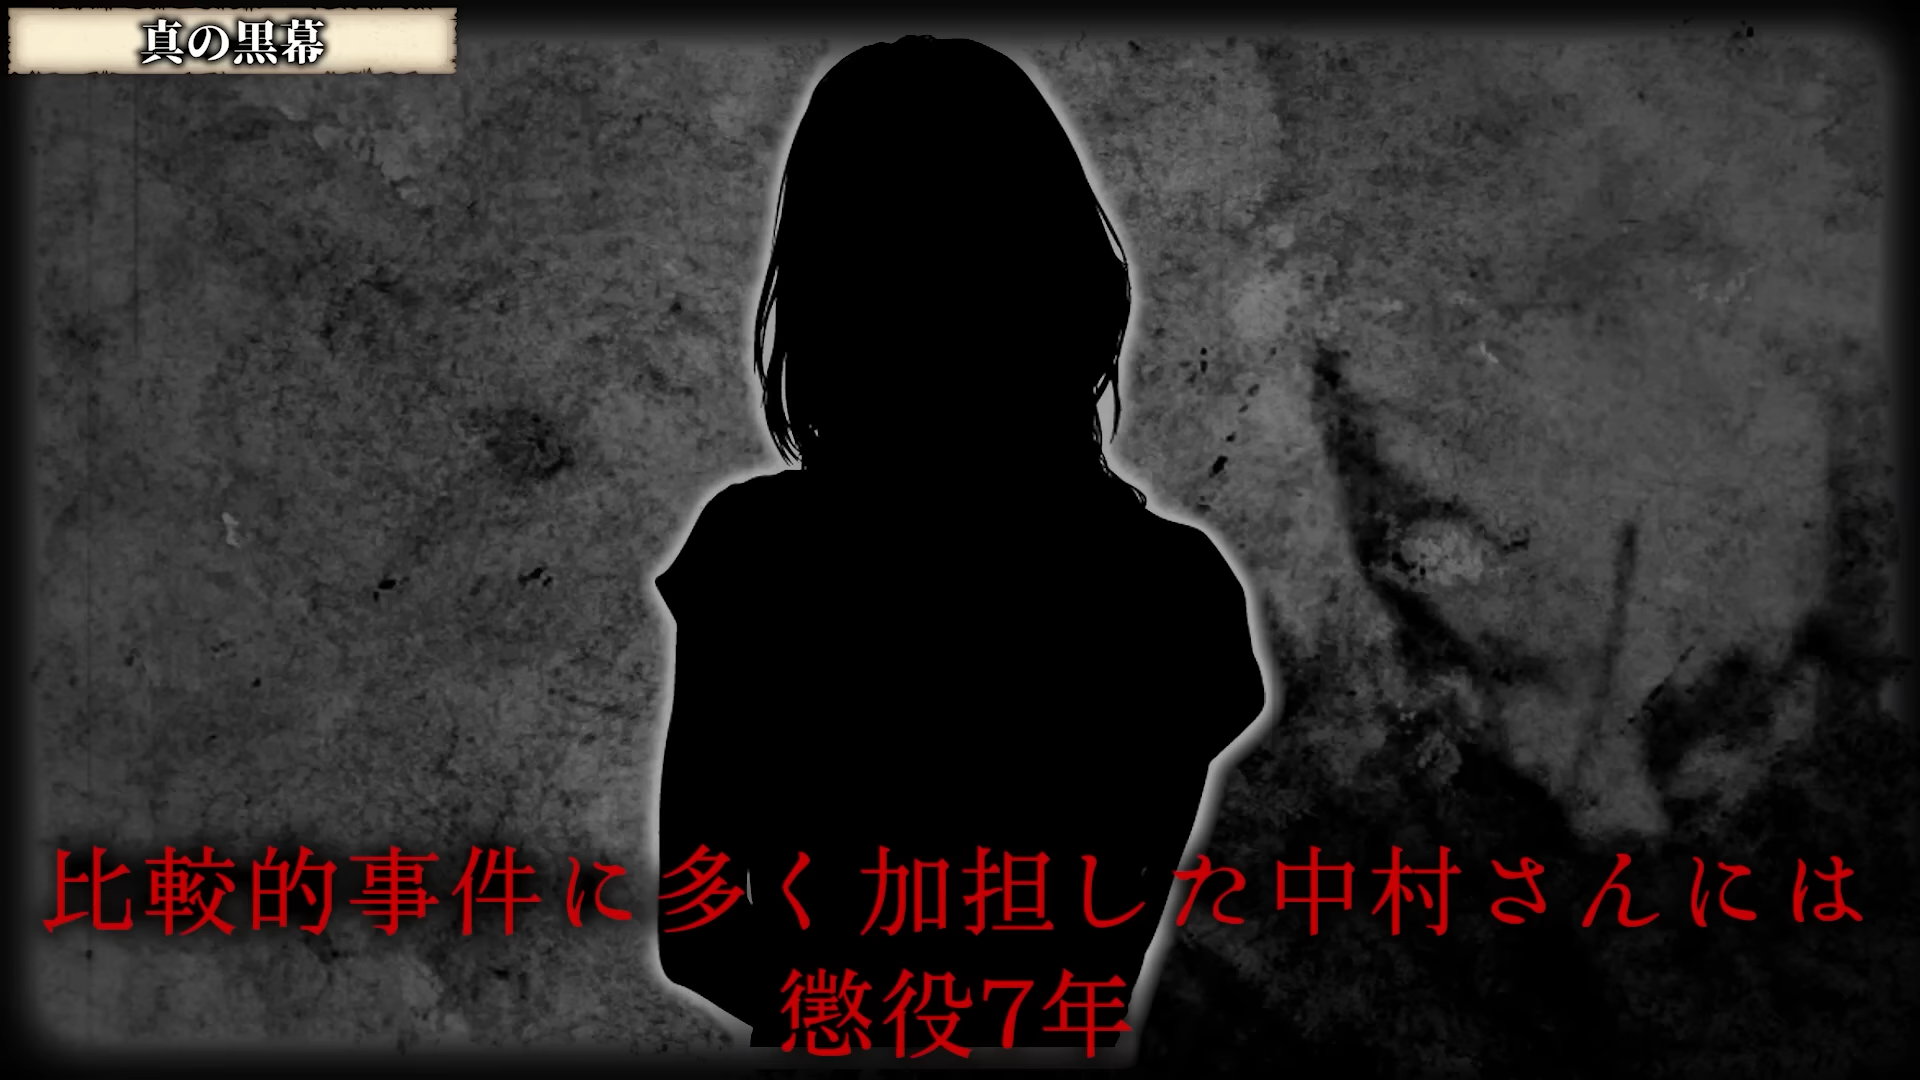 真の黒幕
比較的事件に多く加担した中村さんには
懲役7年